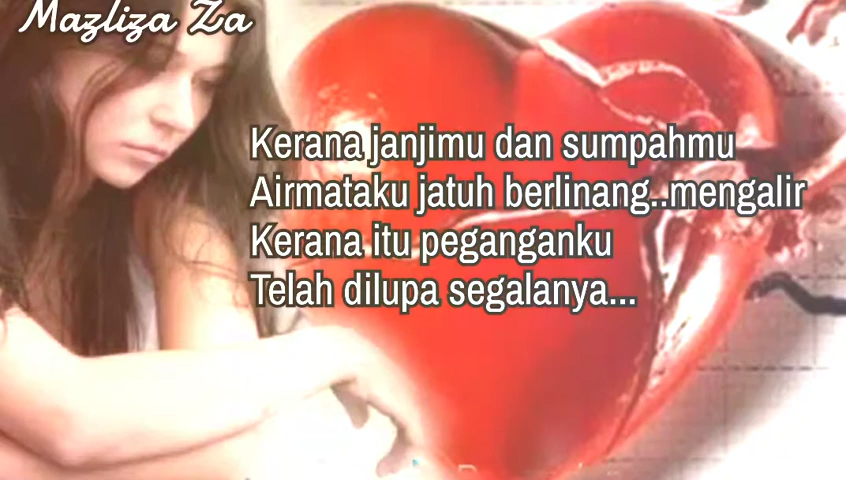 Mazliza Za
Kerana janjimu dan sumpahmu
Airmataku jatuh berlinang..mengalir
Kerana itu peganganku
Telah dilupa segalanya...